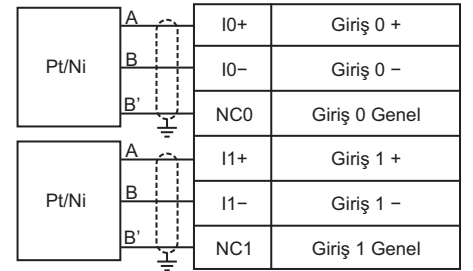 A I0+ Giriş 0 +
Pt/Ni B I0− Giriş 0 −
B’ NC0 Giriş 0 Genel
A I1+ Giriş 1 +
Pt/Ni B I1− Giriş 1 −
B’ NC1 Giriş 1 Genel